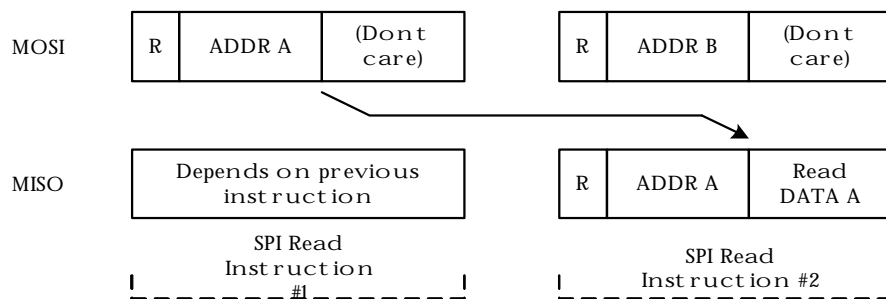 MOSI
R
ADDR A
(Dont
care)
R
ADDR B
(Dont
care)
MISO
Depends on previous
instruction
R
ADDR A
Read
DATA A
SPI Read
Instruction
#1
SPI Read
Instruction #2